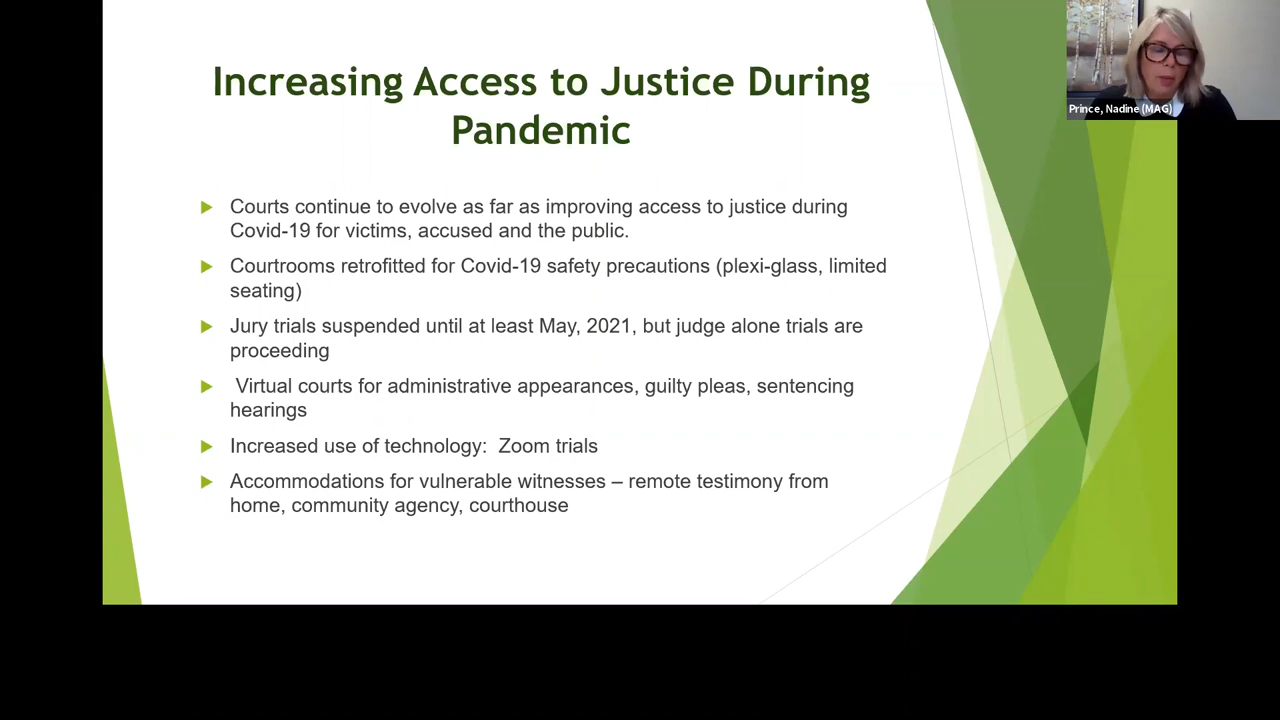 Increasing Access to Justice During
Pandemic
Prince, Nadine (MAG)
Courts continue to evolve as far as improving access to justice during
Covid-19 for victims, accused and the public.
Courtrooms retrofitted for Covid-19 safety precautions (plexi-glass, limited
seating)
Jury trials suspended until at least May, 2021, but judge alone trials are
proceeding
Virtual courts for administrative appearances, guilty pleas, sentencing
hearings
Increased use of technology:  Zoom trials
Accommodations for vulnerable witnesses – remote testimony from
home, community agency, courthouse